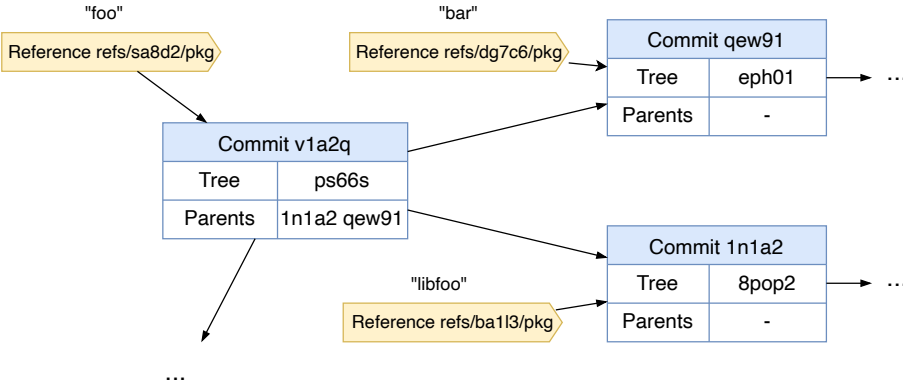 "foo"
Reference refs/sa8d2/pkg
"bar"
Reference refs/dg7c6/pkg
Commit qew91
Tree eph01
Parents -
...
Commit v1a2q
Tree ps66s
Parents 1n1a2 qew91
...
"libfoo"
Reference refs/ba1l3/pkg
Commit 1n1a2
Tree 8pop2
Parents -
...